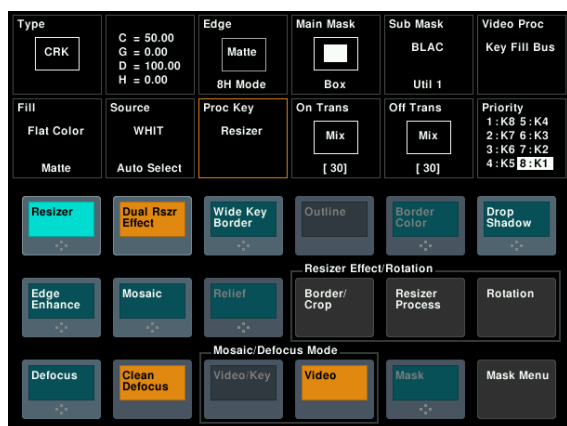 Type
CRK
C = 50.00
G = 0.00
D = 100.00
H = 0.00
Edge
Matte
8H Mode
Main Mask
Box
Sub Mask
BLAC
Util 1
Video Proc
Key Fill Bus
Fill
Flat Color
Matte
Source
WHIT
Auto Select
Proc Key
Resizer
On Trans
Mix
[ 30]
Off Trans
Mix
[ 30]
Priority
1:K8 5:K4
2:K7 6:K3
3:K6 7:K2
4:K5 8:K1
Resizer
Dual Rszr
Effect
Wide Key
Border
Outline
Border
Color
Drop
Shadow
Resizer Effect/Rotation
Edge
Enhance
Mosaic
Relief
Border/
Crop
Resizer
Process
Rotation
Mosaic/Defocus Mode
Defocus
Clean
Defocus
Video/Key
Video
Mask
Mask Menu